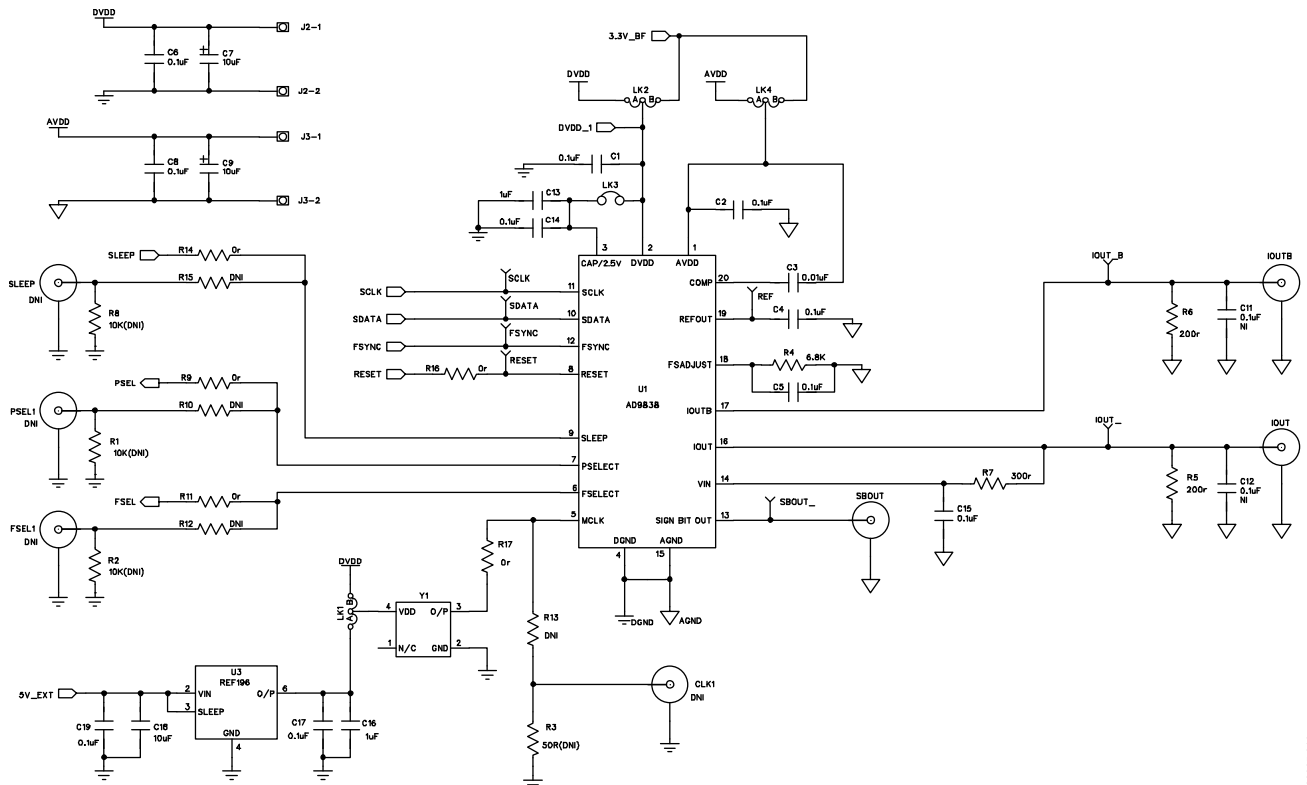 DVDD
J2-1
C6
0.1uF
+
C7
10uF
J2-2
AVDD
J3-1
C8
0.1uF
+
C9
10uF
J3-2
3.3V_BF
DVDD
LK2
A B
AVDD
LK4
A B
DVDD_1
0.1uF
C1
1uF
C13
LK3
0.1uF
C14
C2
0.1uF
3
2
1
CAP/2.5V
DVDD
AVDD
SLEEP
R14
0r
SLEEP
DNI
R15
DNI
R8
10K(DNI)
SCLK
SCLK
11
SCLK
SDATA
SDATA
10
SDATA
FSYNC
FSYNC
12
FSYNC
RESET
R16
0r
RESET
8
RESET
COMP
20
C3
0.01uF
REF
REFOUT
19
C4
0.1uF
FSADJUST
18
R4
6.8K
C5
0.1uF
U1
AD9838
IOUTB
17
IOUT_B
R6
200r
C11
0.1uF
NI
IOUTB
PSEL
R9
0r
PSEL1
DNI
R10
DNI
R1
10K(DNI)
9
SLEEP
7
PSELECT
6
FSELECT
5
MCLK
IOUT
16
IOUT_
R5
200r
C12
0.1uF
NI
IOUT
VIN
14
R7
300r
C15
0.1uF
SIGN BIT OUT
13
SBOUT_
SBOUT
FSEL
R11
0r
FSEL1
DNI
R12
DNI
R2
10K(DNI)
DGND
AGND
4
15
DGND
AGND
R17
0r
DVDD
LK1
A B
Y1
4
VDD
O/P
3
1
N/C
GND
2
R13
DNI
CLK1
DNI
R3
50R(DNI)
5V_EXT
U3
REF196
2
VIN
O/P
6
3
SLEEP
GND
4
C19
0.1uF
C18
10uF
C17
0.1uF
C16
1uF